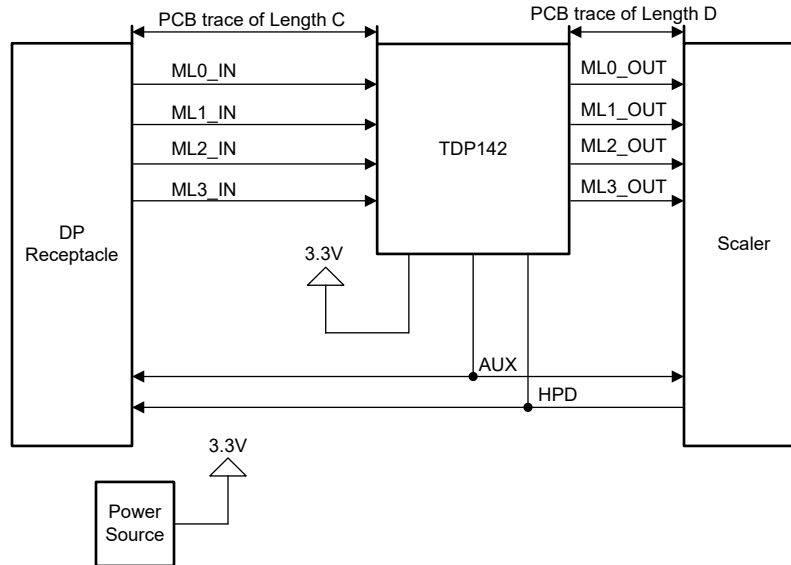 PCB trace of Length C
PCB trace of Length D
ML0_IN
ML0_OUT
ML1_IN
ML1_OUT
TDP142
ML2_IN
ML2_OUT
ML3_IN
ML3_OUT
DP
Receptacle
Scaler
3.3V
AUX
HPD
3.3V
Power
Source